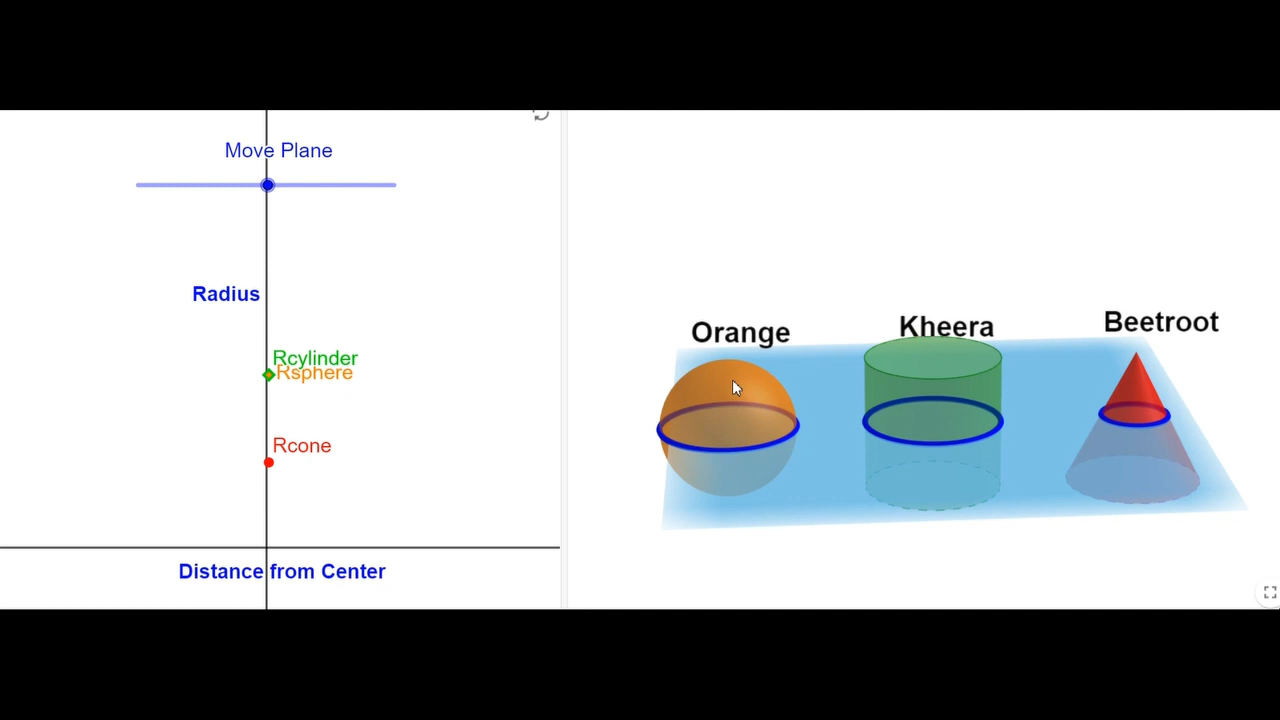 Move Plane
Radius
Rcylinder
Rsphere
Rcone
Distance from Center
Orange
Kheera
Beetroot